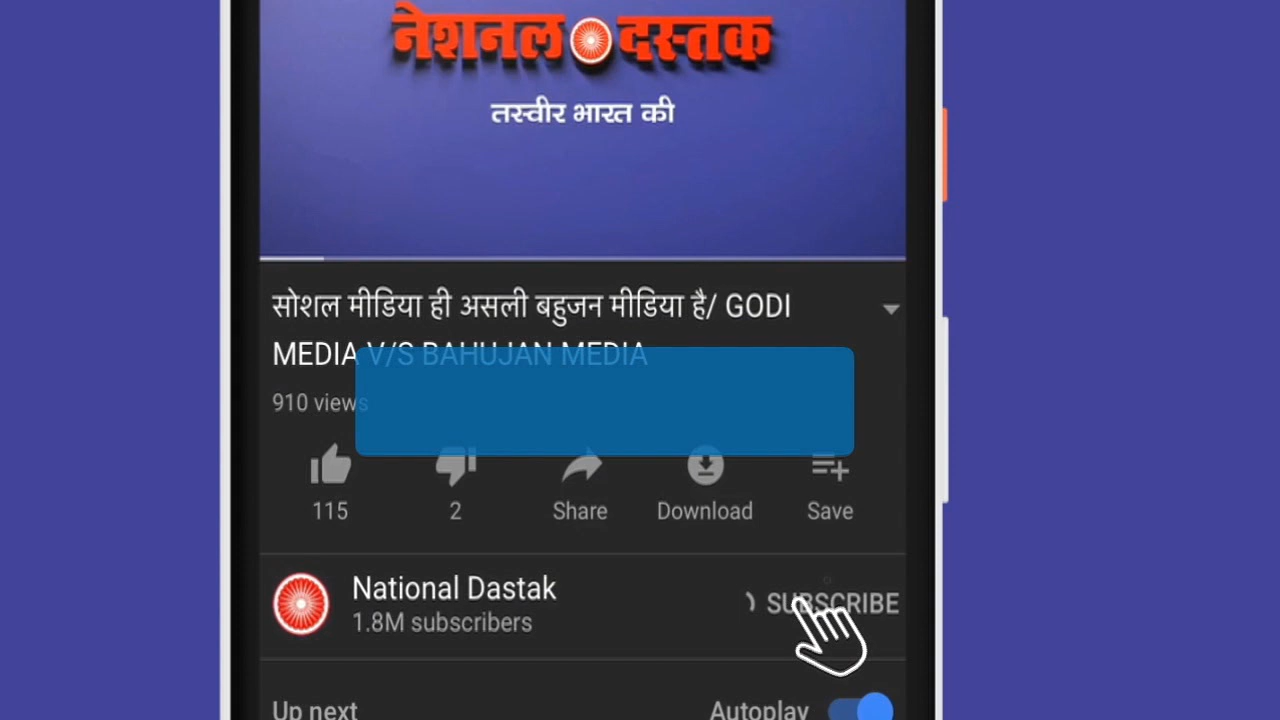 नेशनल दस्तक
तस्वीर भारत की
सोशल मीडिया ही असली बहुजन मीडिया है/ GODI
MEDIA V/S BAHUJAN MEDIA
910 views
115 2 Share Download Save
National Dastak SUBSCRIBE
1.8M subscribers
Up next Autoplay